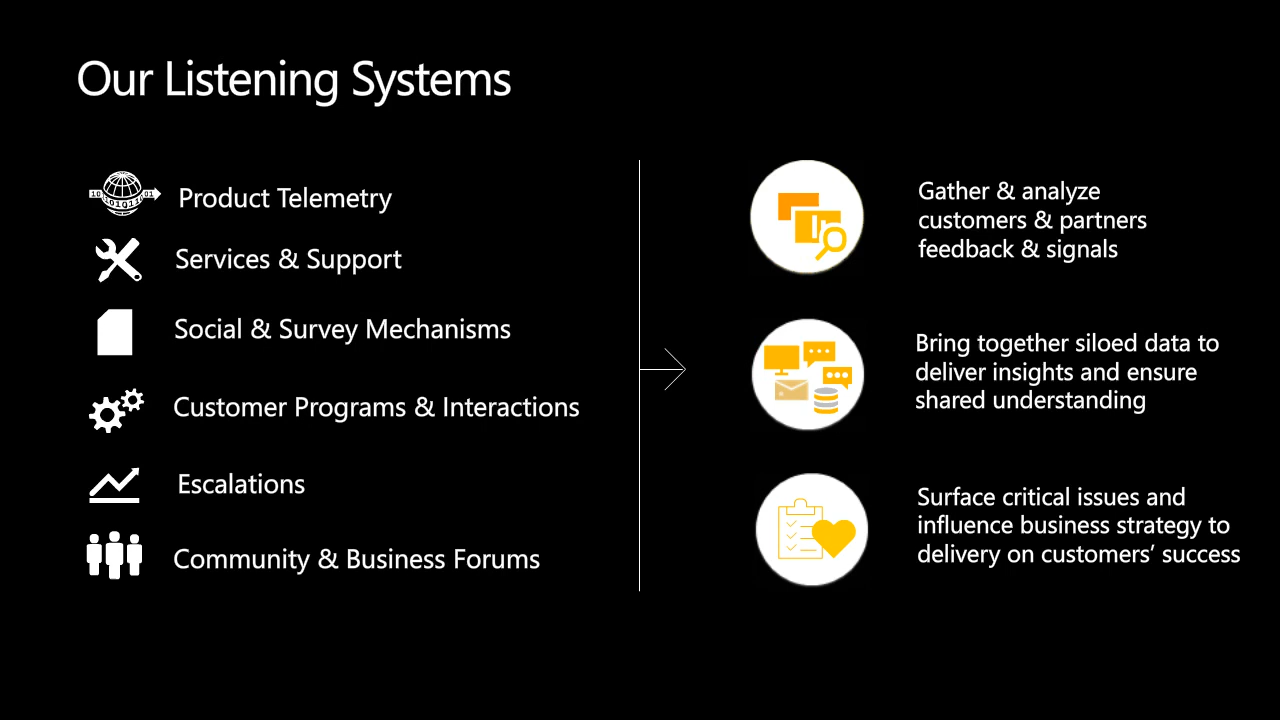 Our Listening Systems
Product Telemetry
Services & Support
Social & Survey Mechanisms
Customer Programs & Interactions
Escalations
Community & Business Forums
Gather & analyze
customers & partners
feedback & signals
Bring together siloed data to
deliver insights and ensure
shared understanding
Surface critical issues and
influence business strategy to
delivery on customers’ success